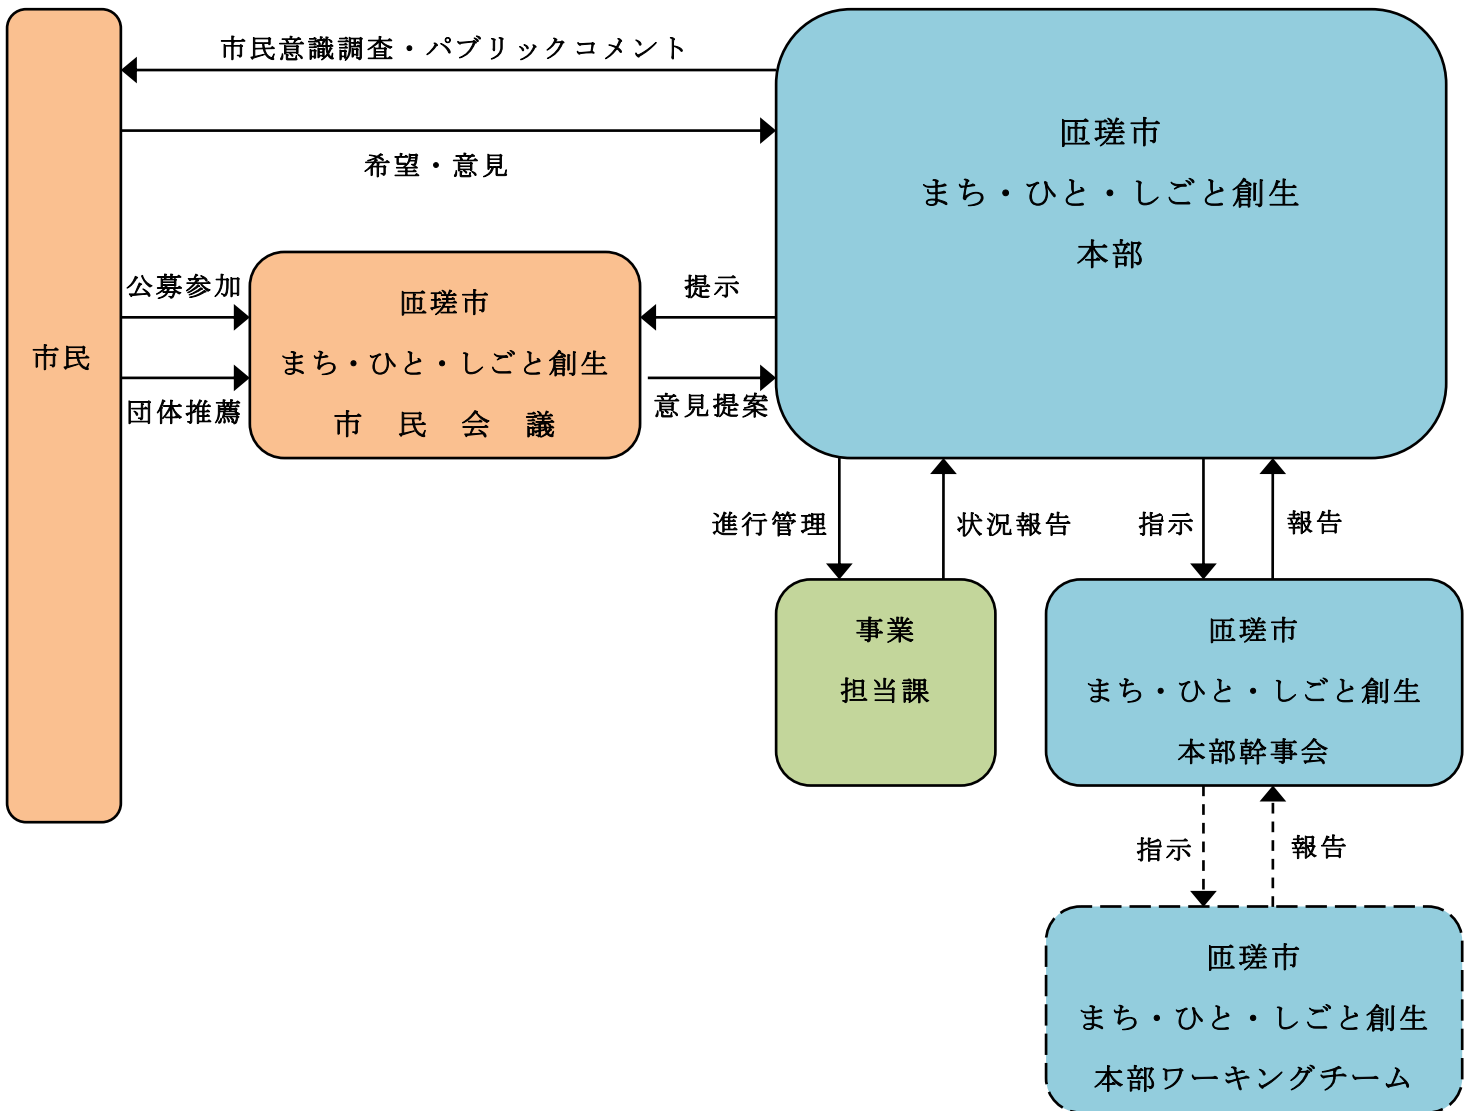 市民意識調査・パブリックコメント
希望・意見
匝瑳市
まち・ひと・しごと創生
本部
市民
公募参加
団体推薦
匝瑳市
まち・ひと・しごと創生
市 民 会 議
提示
意見提案
進行管理
状況報告
指示
報告
事業
担当課
匝瑳市
まち・ひと・しごと創生
本部幹事会
指示
報告
匝瑳市
まち・ひと・しごと創生
本部ワーキングチーム